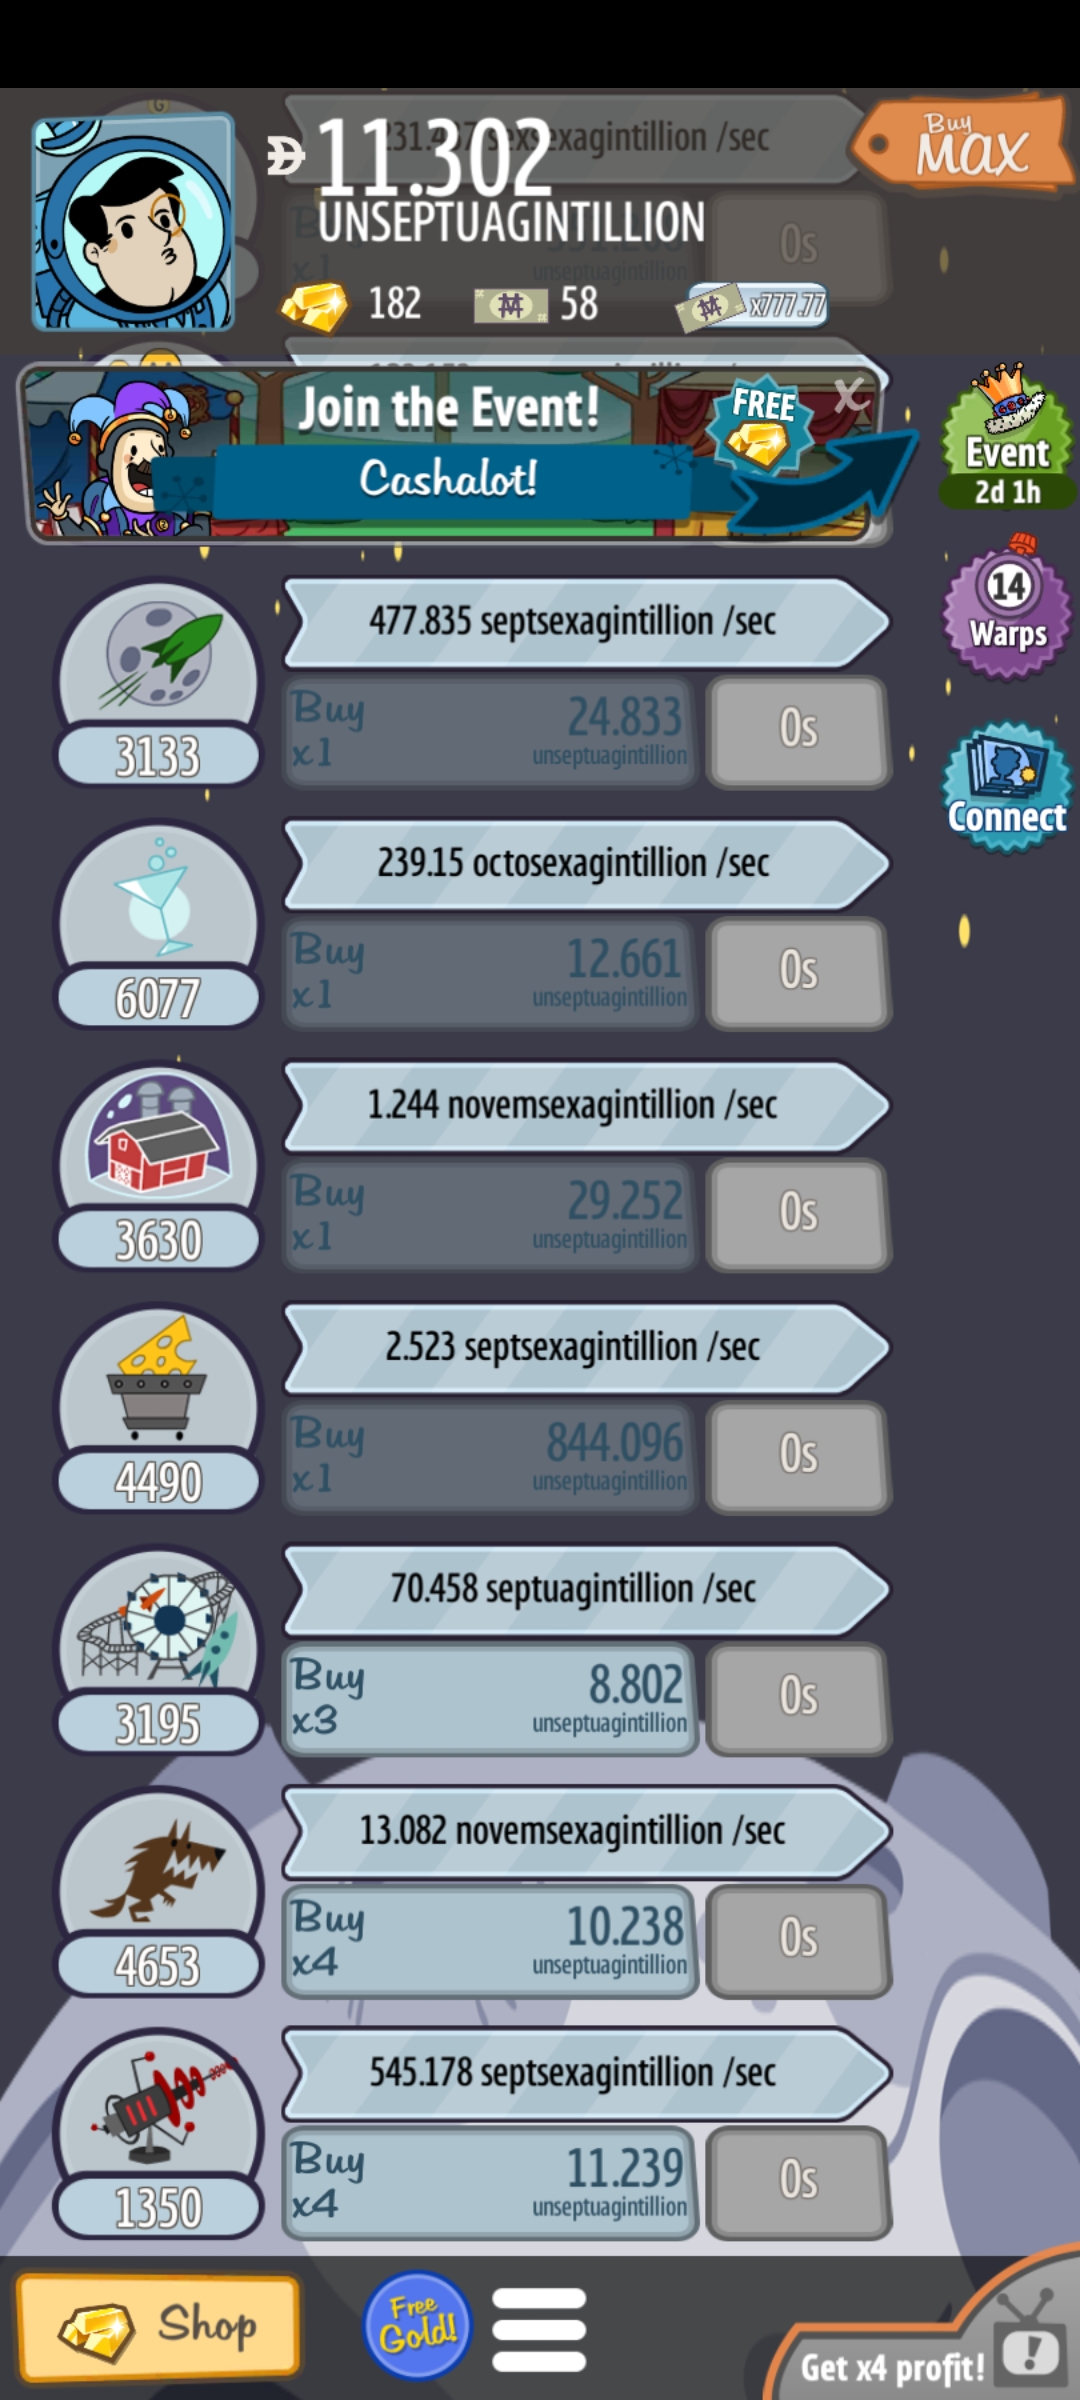 sexsexagintillion /sec
11.302
Buy
MAX
UNSEPTUAGINTILLION
0s
x1
unseptuagintillion
182
58
x777.77
Join the Event!
FREE
X
Cashalot!
Event
2d 1h
14
Warps
Connect
477.835 septsexagintillion /sec
Buy
24.833
x1
unseptuagintillion
0s
3133
239.15 octosexagintillion /sec
Buy
12.661
x1
unseptuagintillion
0s
6077
1.244 novemsexagintillion /sec
Buy
29.252
x1
unseptuagintillion
0s
3630
2.523 septsexagintillion /sec
Buy
844.096
x1
unseptuagintillion
0s
4490
70.458 septuagintillion /sec
Buy
8.802
x3
unseptuagintillion
0s
3195
13.082 novemsexagintillion /sec
Buy
10.238
x4
unseptuagintillion
0s
4653
545.178 septsexagintillion /sec
Buy
11.239
x4
unseptuagintillion
0s
1350
Shop
Free
Gold!
Get x4 profit!
!